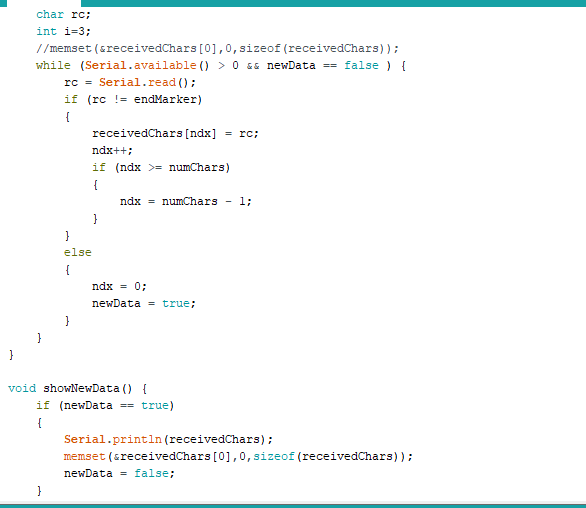 char rc;
int i=3;
//memset(&receivedChars[0],0,sizeof(receivedChars));
while (Serial.available() > 0 && newData == false ) {
rc = Serial.read();
if (rc != endMarker)
{
receivedChars[ndx] = rc;
ndx++;
if (ndx >= numChars)
{
ndx = numChars - 1;
}
}
else
{
ndx = 0;
newData = true;
}
}
}
void showNewData() {
if (newData == true)
{
Serial.println(receivedChars);
memset(&receivedChars[0],0,sizeof(receivedChars));
newData = false;
}